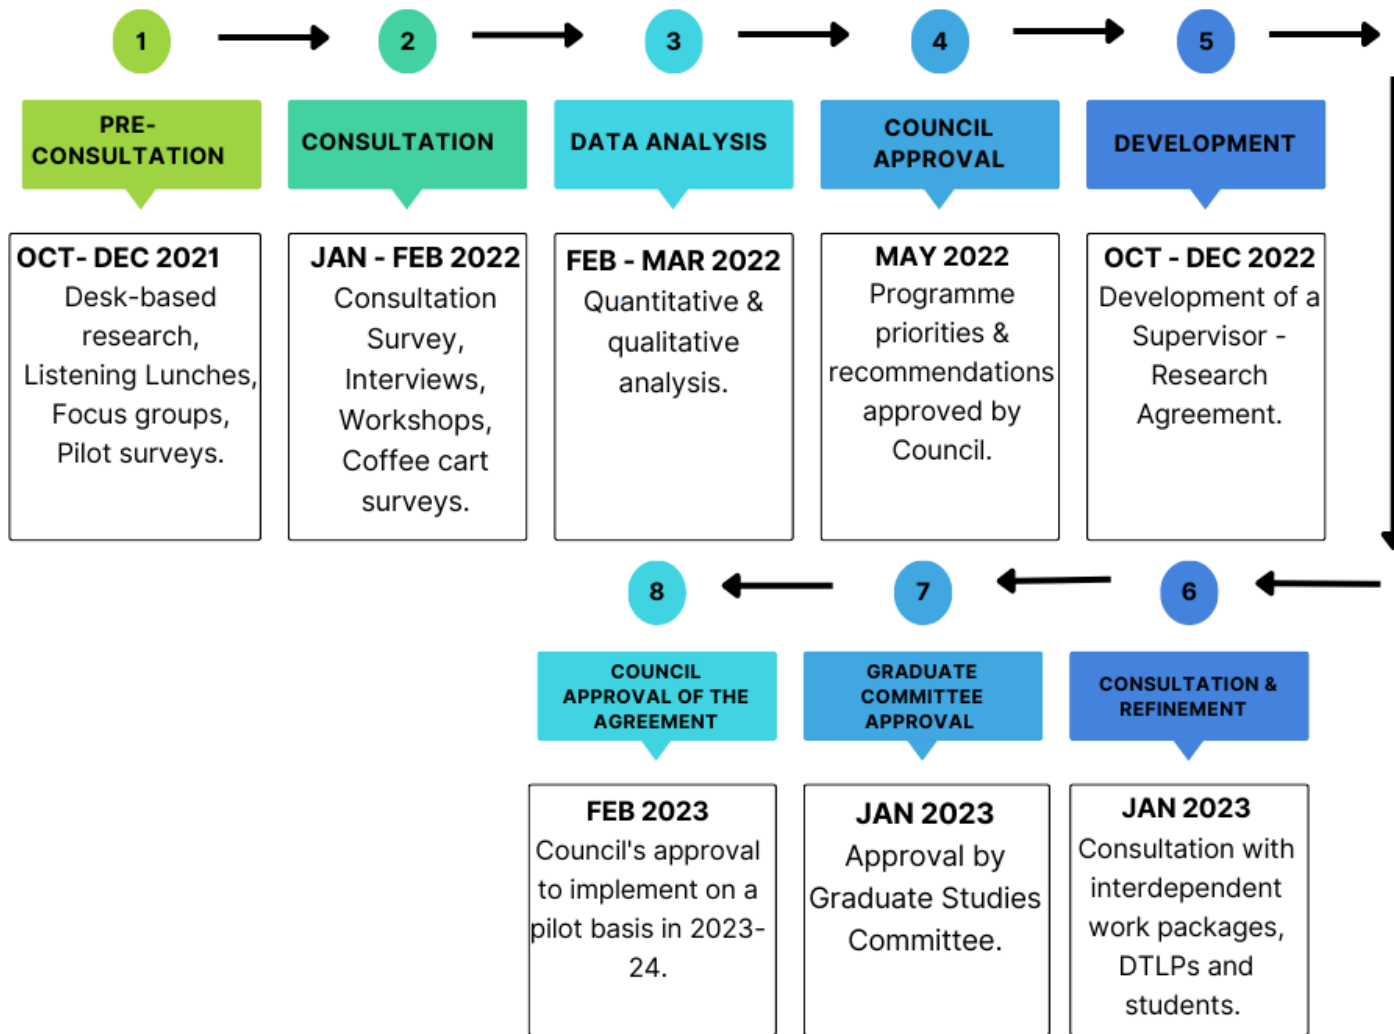 1
PRE-
CONSULTATION
OCT- DEC 2021
Desk-based
research,
Listening Lunches,
Focus groups,
Pilot surveys.
2
CONSULTATION
JAN - FEB 2022
Consultation
Survey,
Interviews,
Workshops,
Coffee cart
surveys.
3
DATA ANALYSIS
FEB - MAR 2022
Quantitative &
qualitative
analysis.
4
COUNCIL
APPROVAL
MAY 2022
Programme
priorities &
recommendations
approved by
Council.
5
DEVELOPMENT
OCT - DEC 2022
Development of a
Supervisor -
Research
Agreement.
6
CONSULTATION &
REFINEMENT
JAN 2023
Consultation with
interdependent
work packages,
DTLPs and
students.
7
GRADUATE
COMMITTEE
APPROVAL
JAN 2023
Approval by
Graduate Studies
Committee.
8
COUNCIL
APPROVAL OF THE
AGREEMENT
FEB 2023
Council's approval
to implement on a
pilot basis in 2023-
24.